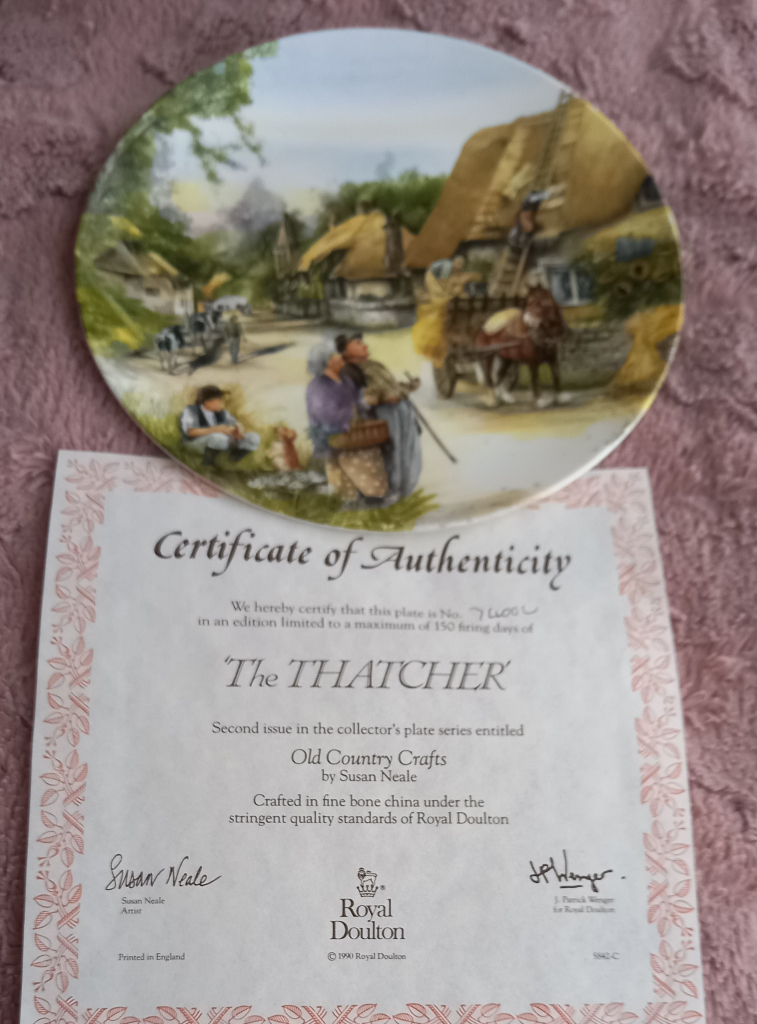 Certificate of Authenticity
We hereby certify that this plate is No.
in an edition limited to a maximum of 150 firing days of
'The THATCHER'
Second issue in the collector's plate series entitled
Old Country Crafts
by Susan Neale
Crafted in fine bone china under the
stringent quality standards of Royal Doulton
Susan Neale
Susan Neale
Artist
J. Patrick Wenger
for Royal Doulton
Royal
Doulton
Printed in England
© 1990 Royal Doulton